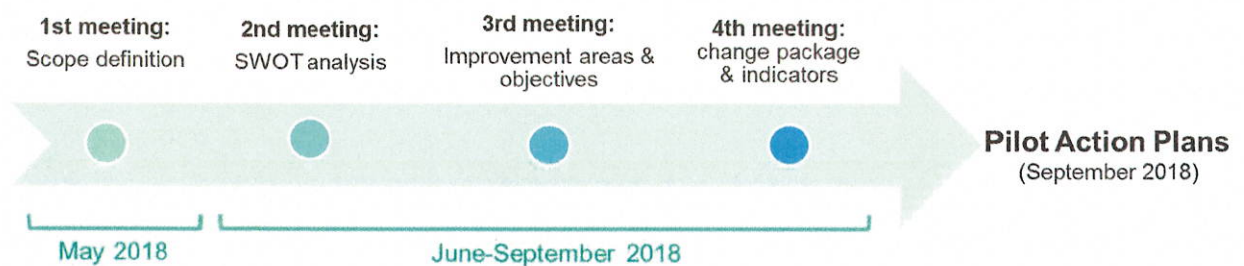 1st meeting:
Scope definition
2nd meeting:
SWOT analysis
3rd meeting:
Improvement areas &
objectives
4th meeting:
change package
& indicators
Pilot Action Plans
(September 2018)
May 2018
June-September 2018